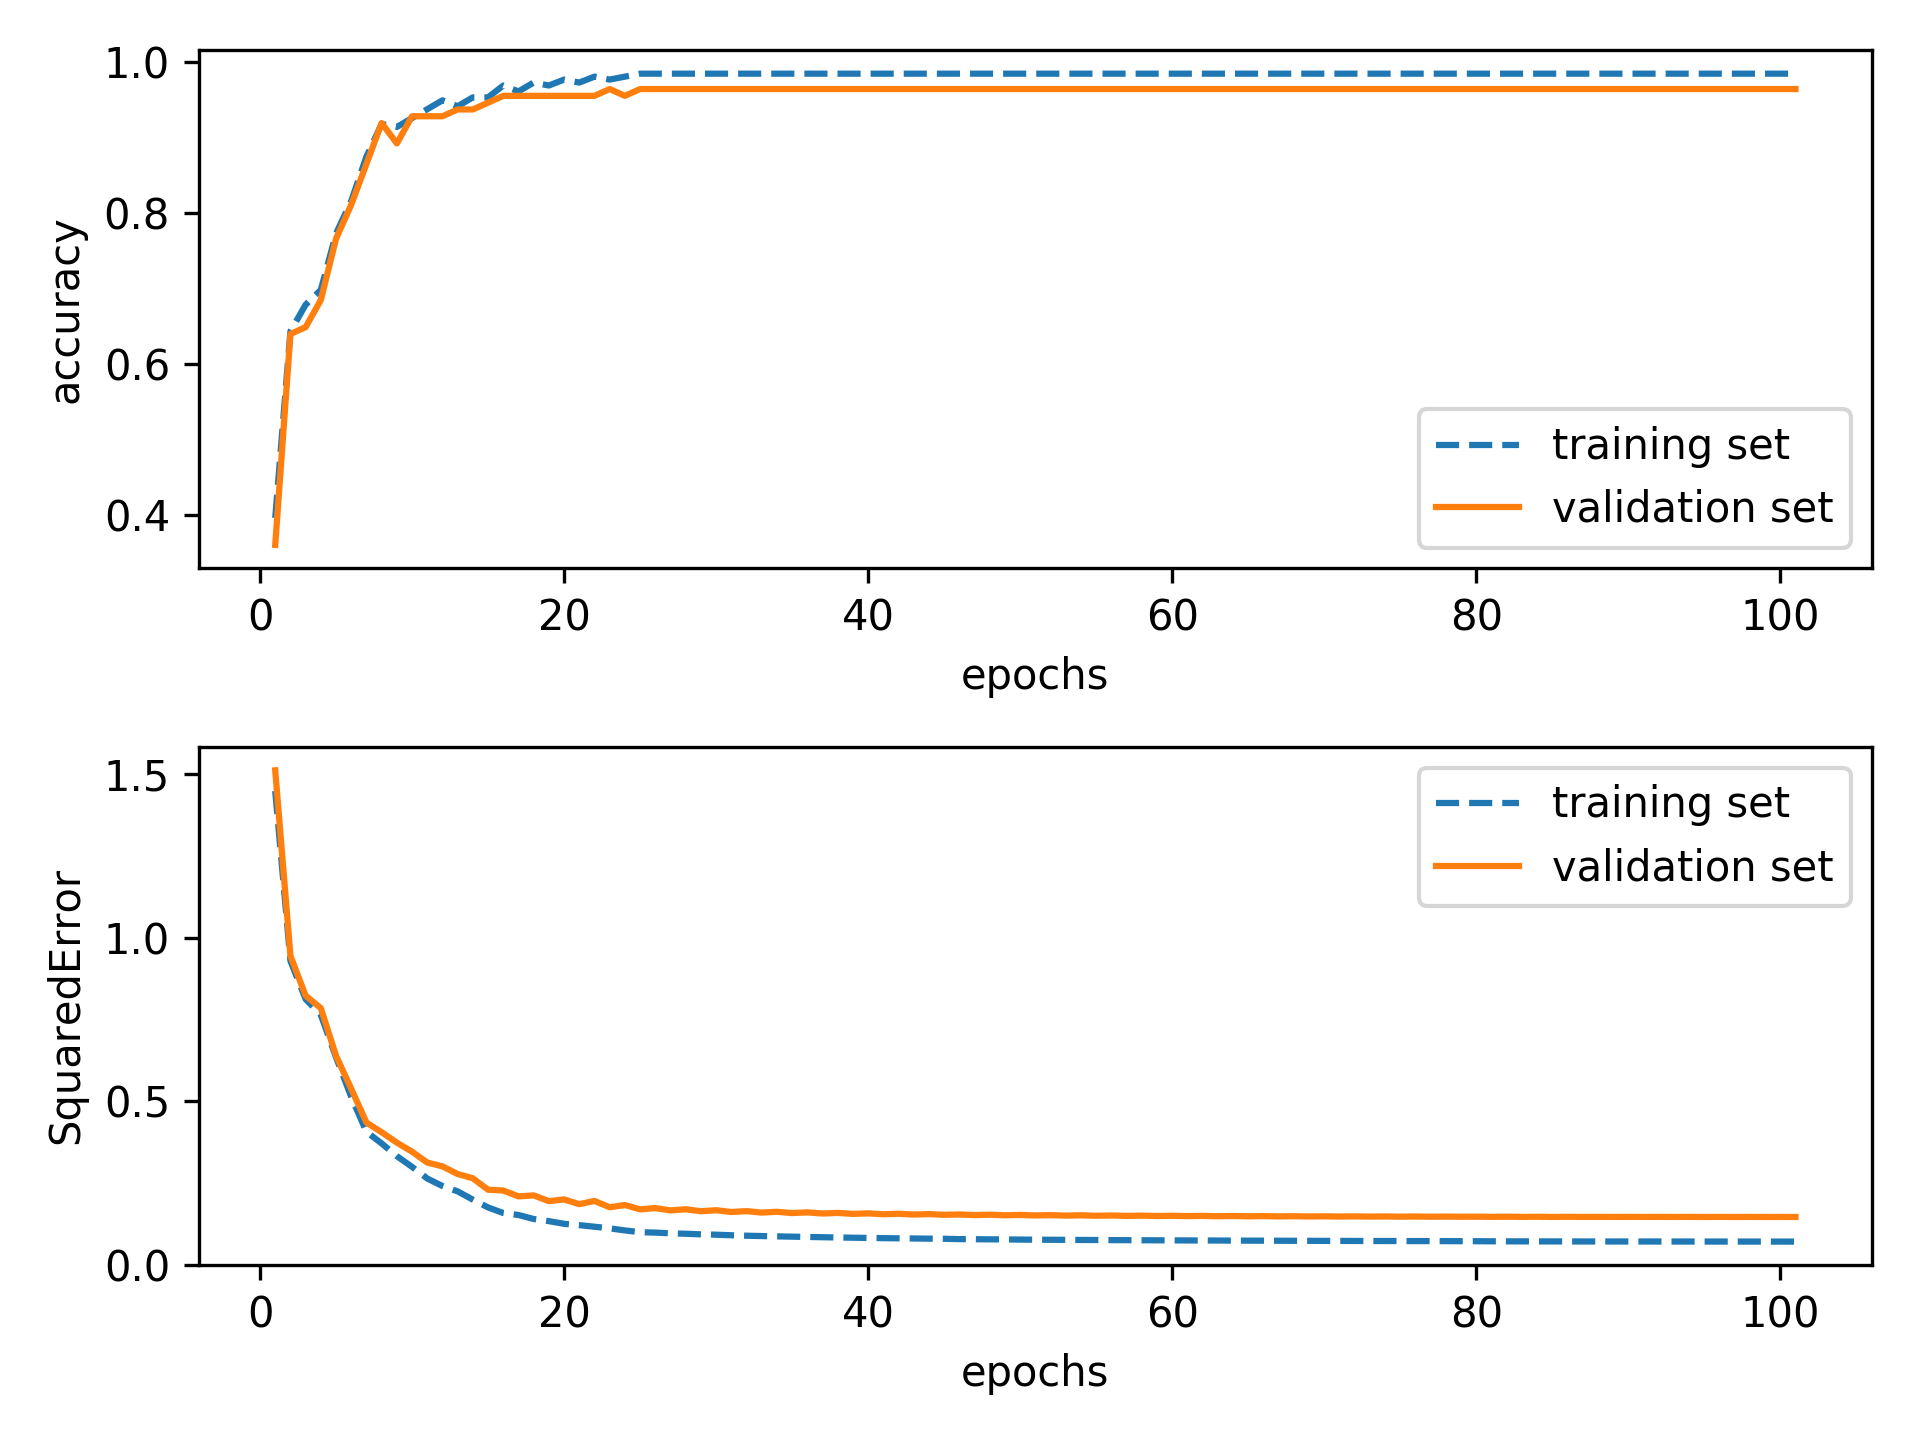 accuracy
1.0
0.8
0.6
0.4
training set
validation set
0 20 40 60 80 100
epochs
SquaredError
1.5
1.0
0.5
0.0
training set
validation set
0 20 40 60 80 100
epochs